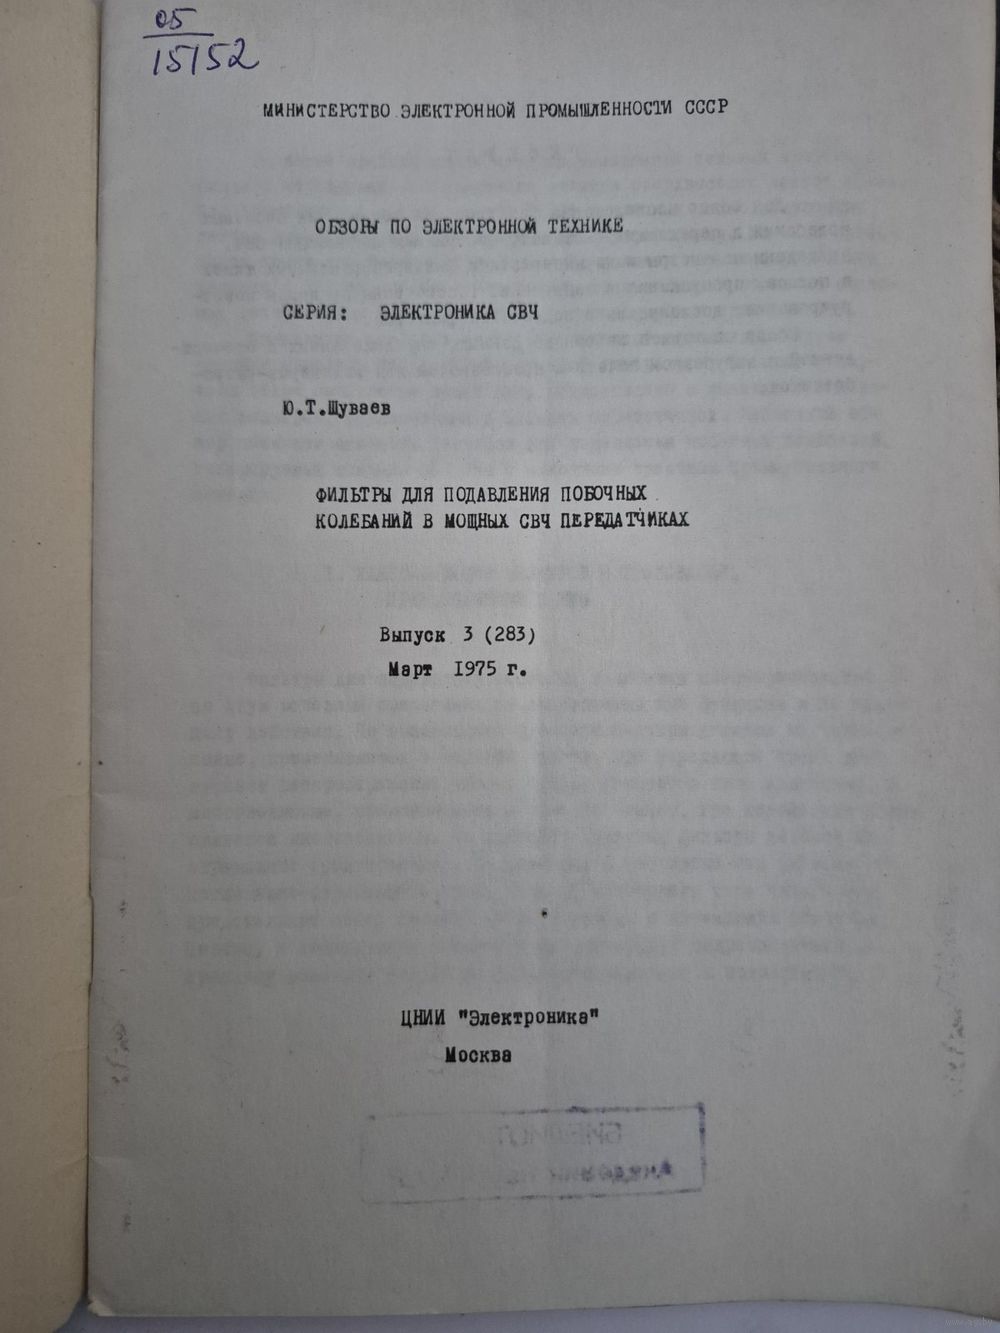 05
15152
МИНИСТЕРСТВО ЭЛЕКТРОННОЙ ПРОМЫШЛЕННОСТИ СССР
ОБЗОРЫ ПО ЭЛЕКТРОННОЙ ТЕХНИКЕ
СЕРИЯ: ЭЛЕКТРОНИКА СВЧ
Ю.Т.Шуваев
ФИЛЬТРЫ ДЛЯ ПОДАВЛЕНИЯ ПОБОЧНЫХ
КОЛЕБАНИЙ В МОЩНЫХ СВЧ ПЕРЕДАТЧИКАХ
Выпуск 3 (283)
Март 1975 г.
ЦНИИ "Электроника"
Москва